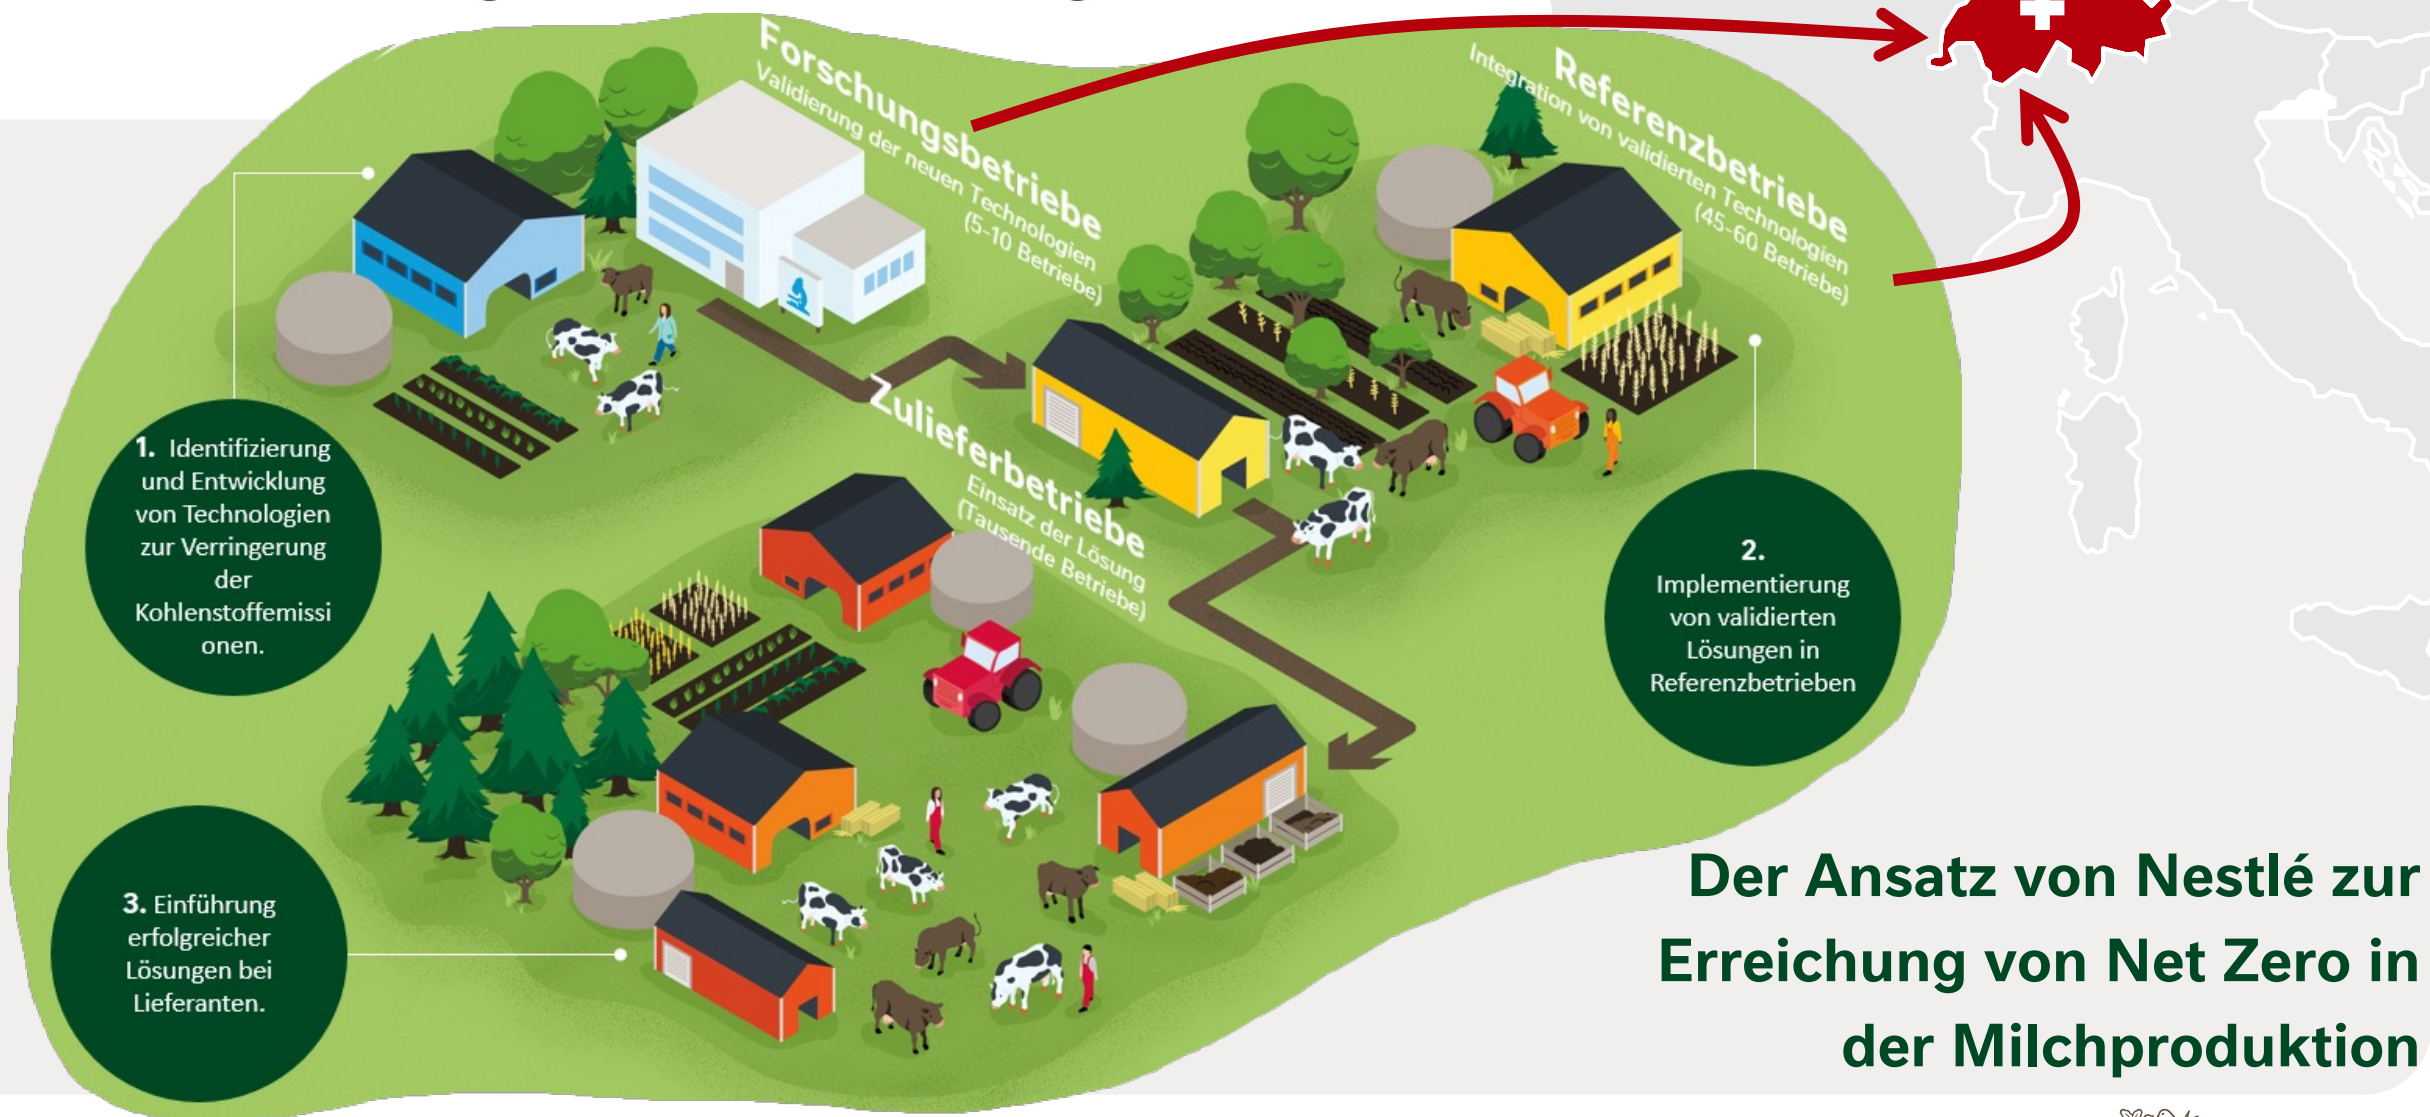 Forschungsbetriebe
Validierung der neuen Technologien
(5-10 Betriebe)
Referenzbetriebe
Integration von validierten Technologien
(45-60 Betriebe)
1. Identifizierung
und Entwicklung
von Technologien
zur Verringerung
der
Kohlenstoffemissi
onen.
Zulieferbetriebe
Einsatz der Lösung
(Tausende Betriebe)
2.
Implementierung
von validierten
Lösungen in
Referenzbetrieben
3. Einführung
erfolgreicher
Lösungen bei
Lieferanten.
Der Ansatz von Nestlé zur
Erreichung von Net Zero in
der Milchproduktion